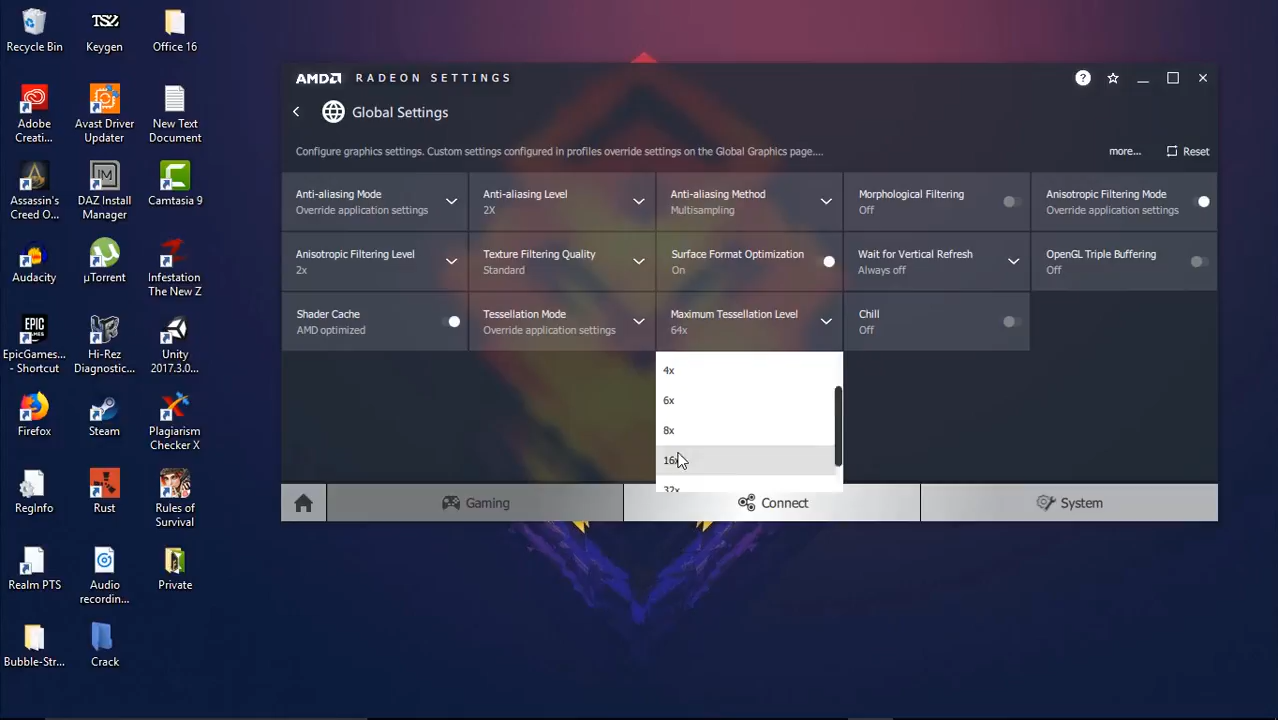 Recycle Bin
Keygen
Office 16
Adobe
Creati...
Avast Driver
Updater
New Text
Document
Assassin's
Creed O...
DAZ Install
Manager
Camtasia 9
Audacity
µTorrent
Infestation
The New Z
EPIC
GAMES
EpicGames...
- Shortcut
Hi-Rez
Diagnostic...
Unity
2017.3.0...
Firefox
Steam
Plagiarism
Checker X
RegInfo
Rust
Rules of
Survival
Realm PTS
Audio
recordin...
Private
Bubble-Str...
Crack
AMD RADEON SETTINGS
Global Settings
Configure graphics settings. Custom settings configured in profiles override settings on the Global Graphics page....
more...
Reset
Anti-aliasing Mode
Override application settings
Anti-aliasing Level
2X
Anti-aliasing Method
Multisampling
Morphological Filtering
Off
Anisotropic Filtering Mode
Override application settings
Anisotropic Filtering Level
2x
Texture Filtering Quality
Standard
Surface Format Optimization
On
Wait for Vertical Refresh
Always off
OpenGL Triple Buffering
Off
Shader Cache
AMD optimized
Tessellation Mode
Override application settings
Maximum Tessellation Level
64x
Chill
Off
4x
6x
8x
16x
32x
Gaming
Connect
System